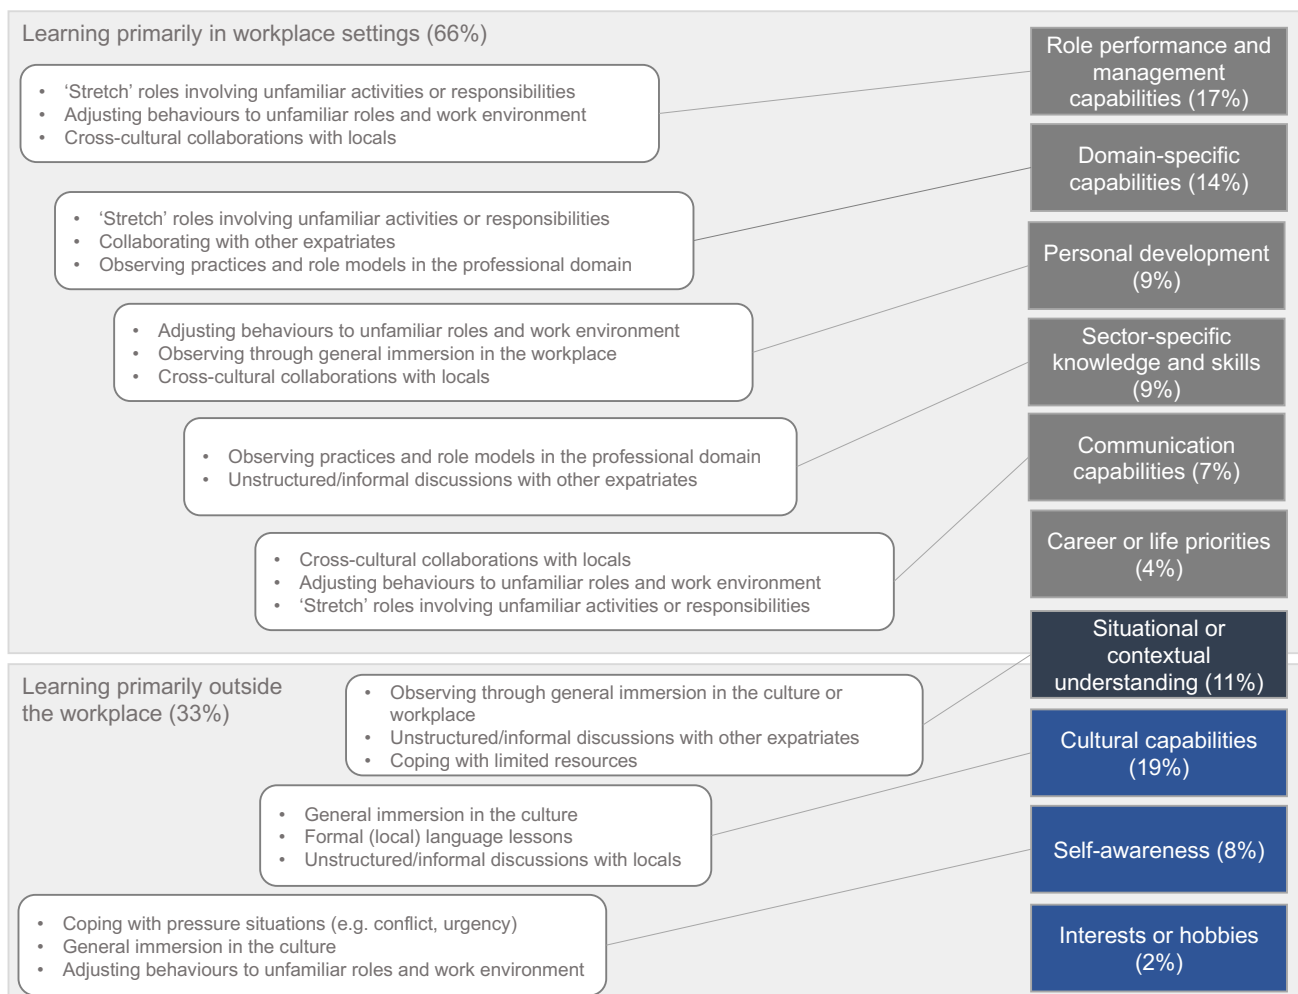 Learning primarily in workplace settings (66%)
• ‘Stretch’ roles involving unfamiliar activities or responsibilities
• Adjusting behaviours to unfamiliar roles and work environment
• Cross-cultural collaborations with locals
Role performance and
management
capabilities (17%)
• ‘Stretch’ roles involving unfamiliar activities or responsibilities
• Collaborating with other expatriates
• Observing practices and role models in the professional domain
Domain-specific
capabilities (14%)
• Adjusting behaviours to unfamiliar roles and work environment
• Observing through general immersion in the workplace
• Cross-cultural collaborations with locals
Personal development
(9%)
• Observing practices and role models in the professional domain
• Unstructured/informal discussions with other expatriates
Sector-specific
knowledge and skills
(9%)
• Cross-cultural collaborations with locals
• Adjusting behaviours to unfamiliar roles and work environment
• ‘Stretch’ roles involving unfamiliar activities or responsibilities
Communication
capabilities (7%)
Career or life priorities
(4%)
Learning primarily outside
the workplace (33%)
• Observing through general immersion in the culture or
workplace
• Unstructured/informal discussions with other expatriates
• Coping with limited resources
Situational or
contextual
understanding (11%)
• General immersion in the culture
• Formal (local) language lessons
• Unstructured/informal discussions with locals
Cultural capabilities
(19%)
• Coping with pressure situations (e.g. conflict, urgency)
• General immersion in the culture
• Adjusting behaviours to unfamiliar roles and work environment
Self-awareness (8%)
Interests or hobbies
(2%)